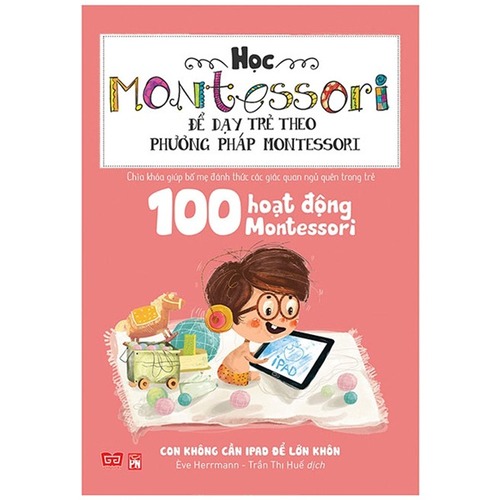 Học
MONTESSORI
ĐỂ DẠY TRẺ THEO
PHƯƠNG PHÁP MONTESSORI
Chìa khóa giúp bố mẹ đánh thức các giác quan ngủ quên trong trẻ
100 hoạt động
Montessori
iPAD
CON KHÔNG CẦN IPAD ĐỂ LỚN KHÔN
Ève Herrmann - Trần Thị Huế dịch
PN